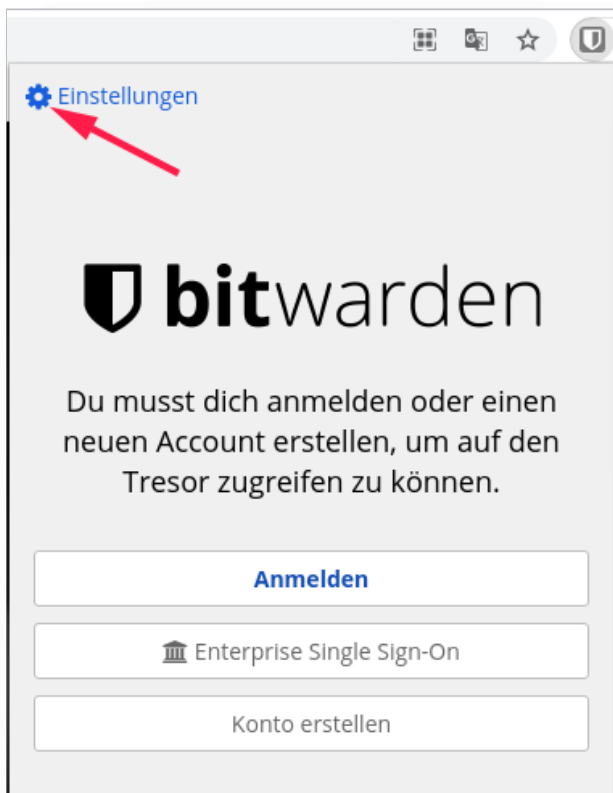 Einstellungen
bitwarden
Du musst dich anmelden oder einen
neuen Account erstellen, um auf den
Tresor zugreifen zu können.
Anmelden
Enterprise Single Sign-On
Konto erstellen